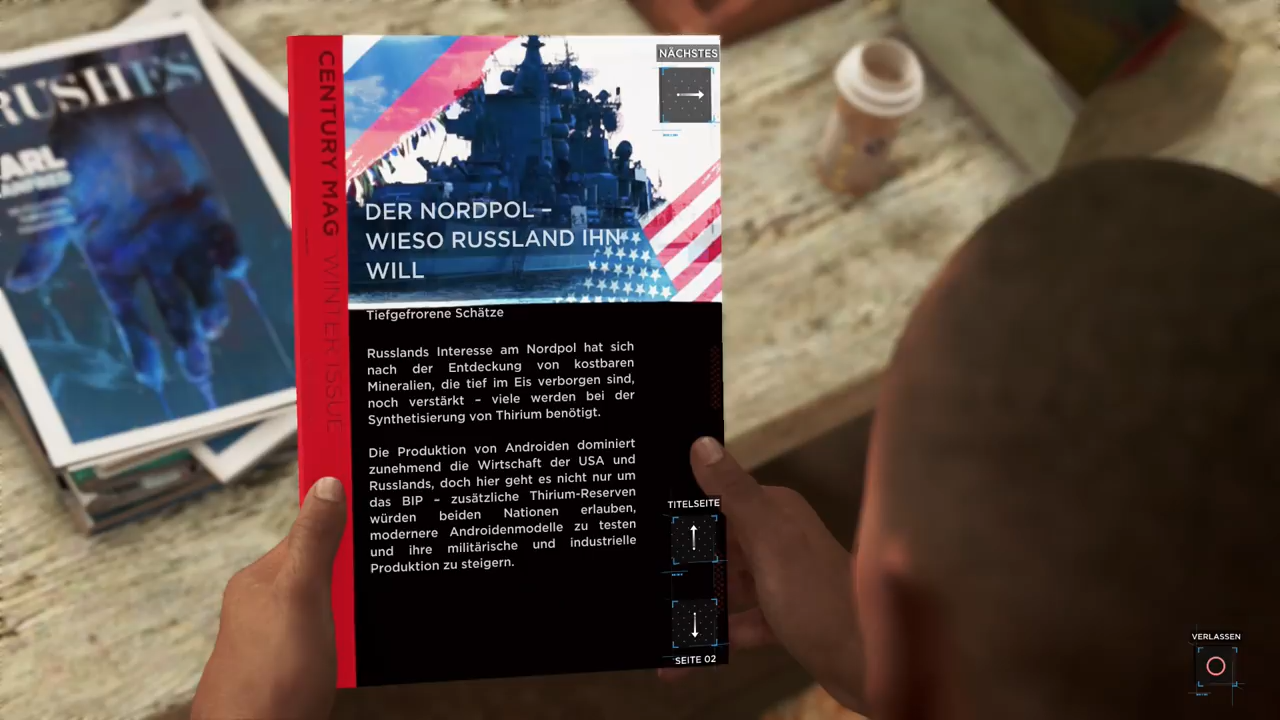 RUSHES
CENTURY MAG WINTER ISSUE
NÄCHSTES
DER NORDPOL –
WIESO RUSSLAND IHN
WILL
Tiefgefrorene Schätze
Russlands Interesse am Nordpol hat sich
nach der Entdeckung von kostbaren
Mineralien, die tief im Eis verborgen sind,
noch verstärkt – viele werden bei der
Synthetisierung von Thirium benötigt.
Die Produktion von Androiden dominiert
zunehmend die Wirtschaft der USA und
Russlands, doch hier geht es nicht nur um
das BIP – zusätzliche Thirium-Reserven
würden beiden Nationen erlauben,
modernere Androidenmodelle zu testen
und ihre militärische und industrielle
Produktion zu steigern.
TITELSEITE
SEITE 02
VERLASSEN